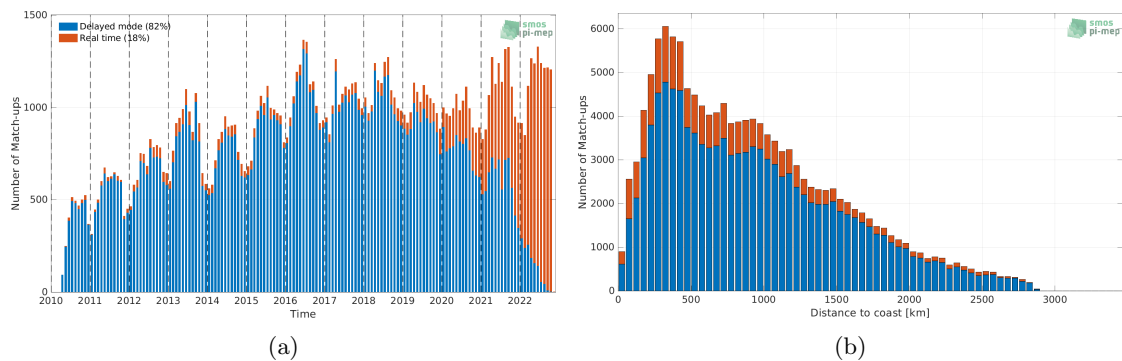 Delayed mode (82%)
Real time (18%)
smos
pi-mep
Number of Match-ups
1500
1000
500
0
2010 2011 2012 2013 2014 2015 2016 2017 2018 2019 2020 2021 2022
Time
(a)
smos
pi-mep
Number of Match-ups
6000
5000
4000
3000
2000
1000
0
0 500 1000 1500 2000 2500 3000
Distance to coast [km]
(b)